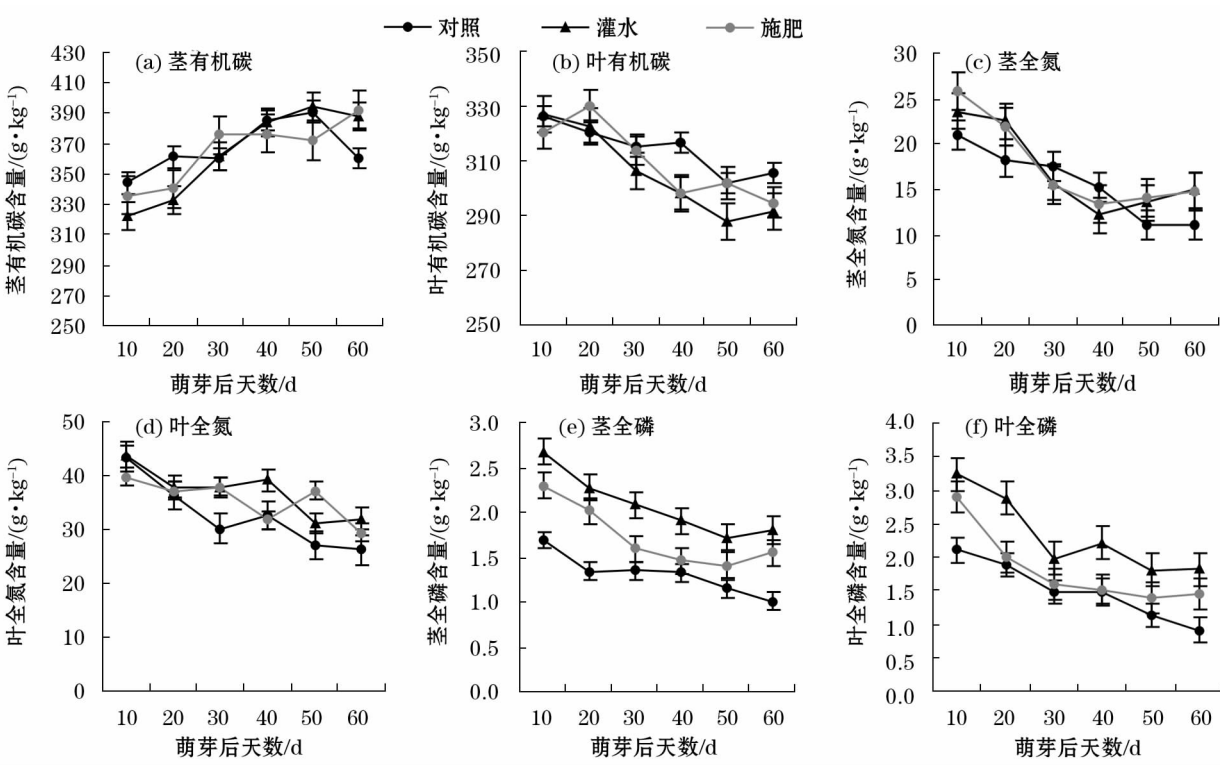 对照 灌水 施肥
(a) 茎有机碳
茎有机碳含量/(g•kg⁻¹)
430
410
390
370
350
330
310
290
270
250
10 20 30 40 50 60
萌芽后天数/d
(b) 叶有机碳
叶有机碳含量/(g•kg⁻¹)
350
330
310
290
270
250
10 20 30 40 50 60
萌芽后天数/d
(c) 茎全氮
茎全氮含量/(g•kg⁻¹)
30
25
20
15
10
5
0
10 20 30 40 50 60
萌芽后天数/d
(d) 叶全氮
叶全氮含量/(g•kg⁻¹)
50
40
30
20
10
0
10 20 30 40 50 60
萌芽后天数/d
(e) 茎全磷
茎全磷含量/(g•kg⁻¹)
3.0
2.5
2.0
1.5
1.0
0.5
0.0
10 20 30 40 50 60
萌芽后天数/d
(f) 叶全磷
叶全磷含量/(g•kg⁻¹)
4.0
3.5
3.0
2.5
2.0
1.5
1.0
0.5
0.0
10 20 30 40 50 60
萌芽后天数/d